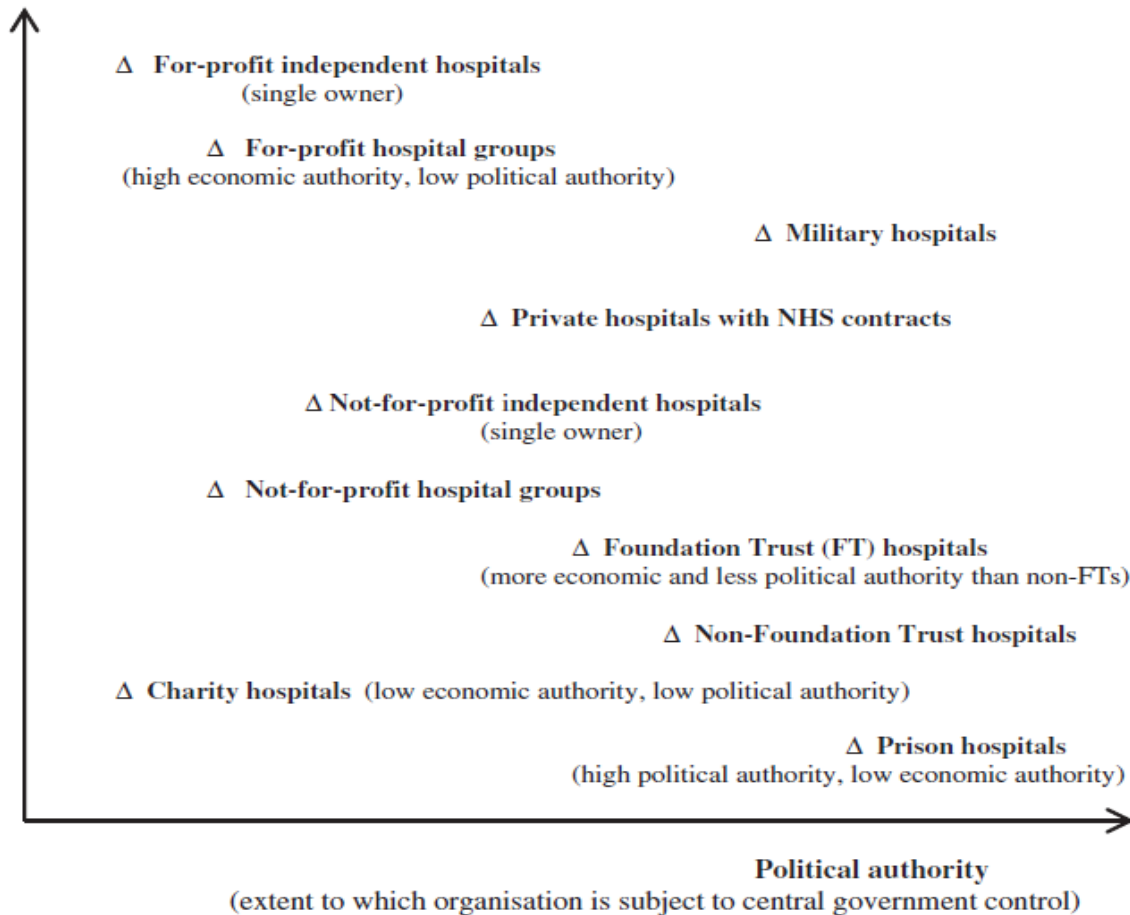 Δ For-profit independent hospitals
(single owner)
Δ For-profit hospital groups
(high economic authority, low political authority)
Δ Military hospitals
Δ Private hospitals with NHS contracts
Δ Not-for-profit independent hospitals
(single owner)
Δ Not-for-profit hospital groups
Δ Foundation Trust (FT) hospitals
(more economic and less political authority than non-FTs)
Δ Non-Foundation Trust hospitals
Δ Charity hospitals (low economic authority, low political authority)
Δ Prison hospitals
(high political authority, low economic authority)
Political authority
(extent to which organisation is subject to central government control)